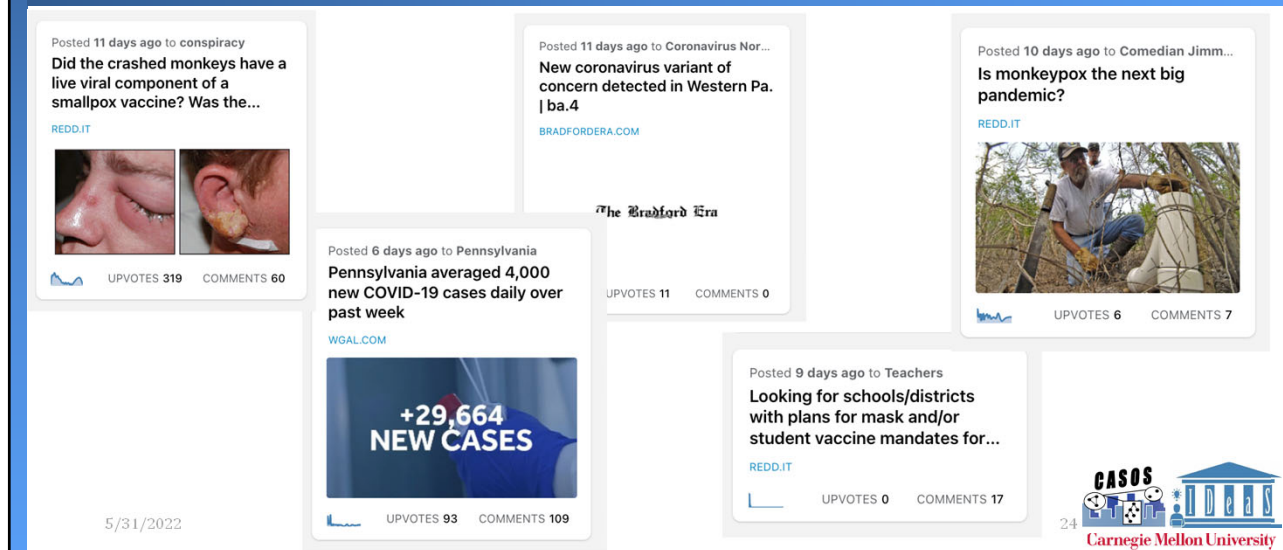 Posted 11 days ago to conspiracy
Did the crashed monkeys have a
live viral component of a
smallpox vaccine? Was the...
REDD.IT
UPVOTES 319 COMMENTS 60
Posted 6 days ago to Pennsylvania
Pennsylvania averaged 4,000
new COVID-19 cases daily over
past week
WGAL.COM
+29,664
NEW CASES
UPVOTES 93 COMMENTS 109
Posted 11 days ago to Coronavirus Nor...
New coronavirus variant of
concern detected in Western Pa.
| ba.4
BRADFORDERA.COM
The Bradford Era
UPVOTES 11 COMMENTS 0
Posted 9 days ago to Teachers
Looking for schools/districts
with plans for mask and/or
student vaccine mandates for...
REDD.IT
UPVOTES 0 COMMENTS 17
Posted 10 days ago to Comedian Jimm...
Is monkeypox the next big
pandemic?
REDD.IT
UPVOTES 6 COMMENTS 7
5/31/2022
24
CASOS
IDeaS
Carnegie Mellon University